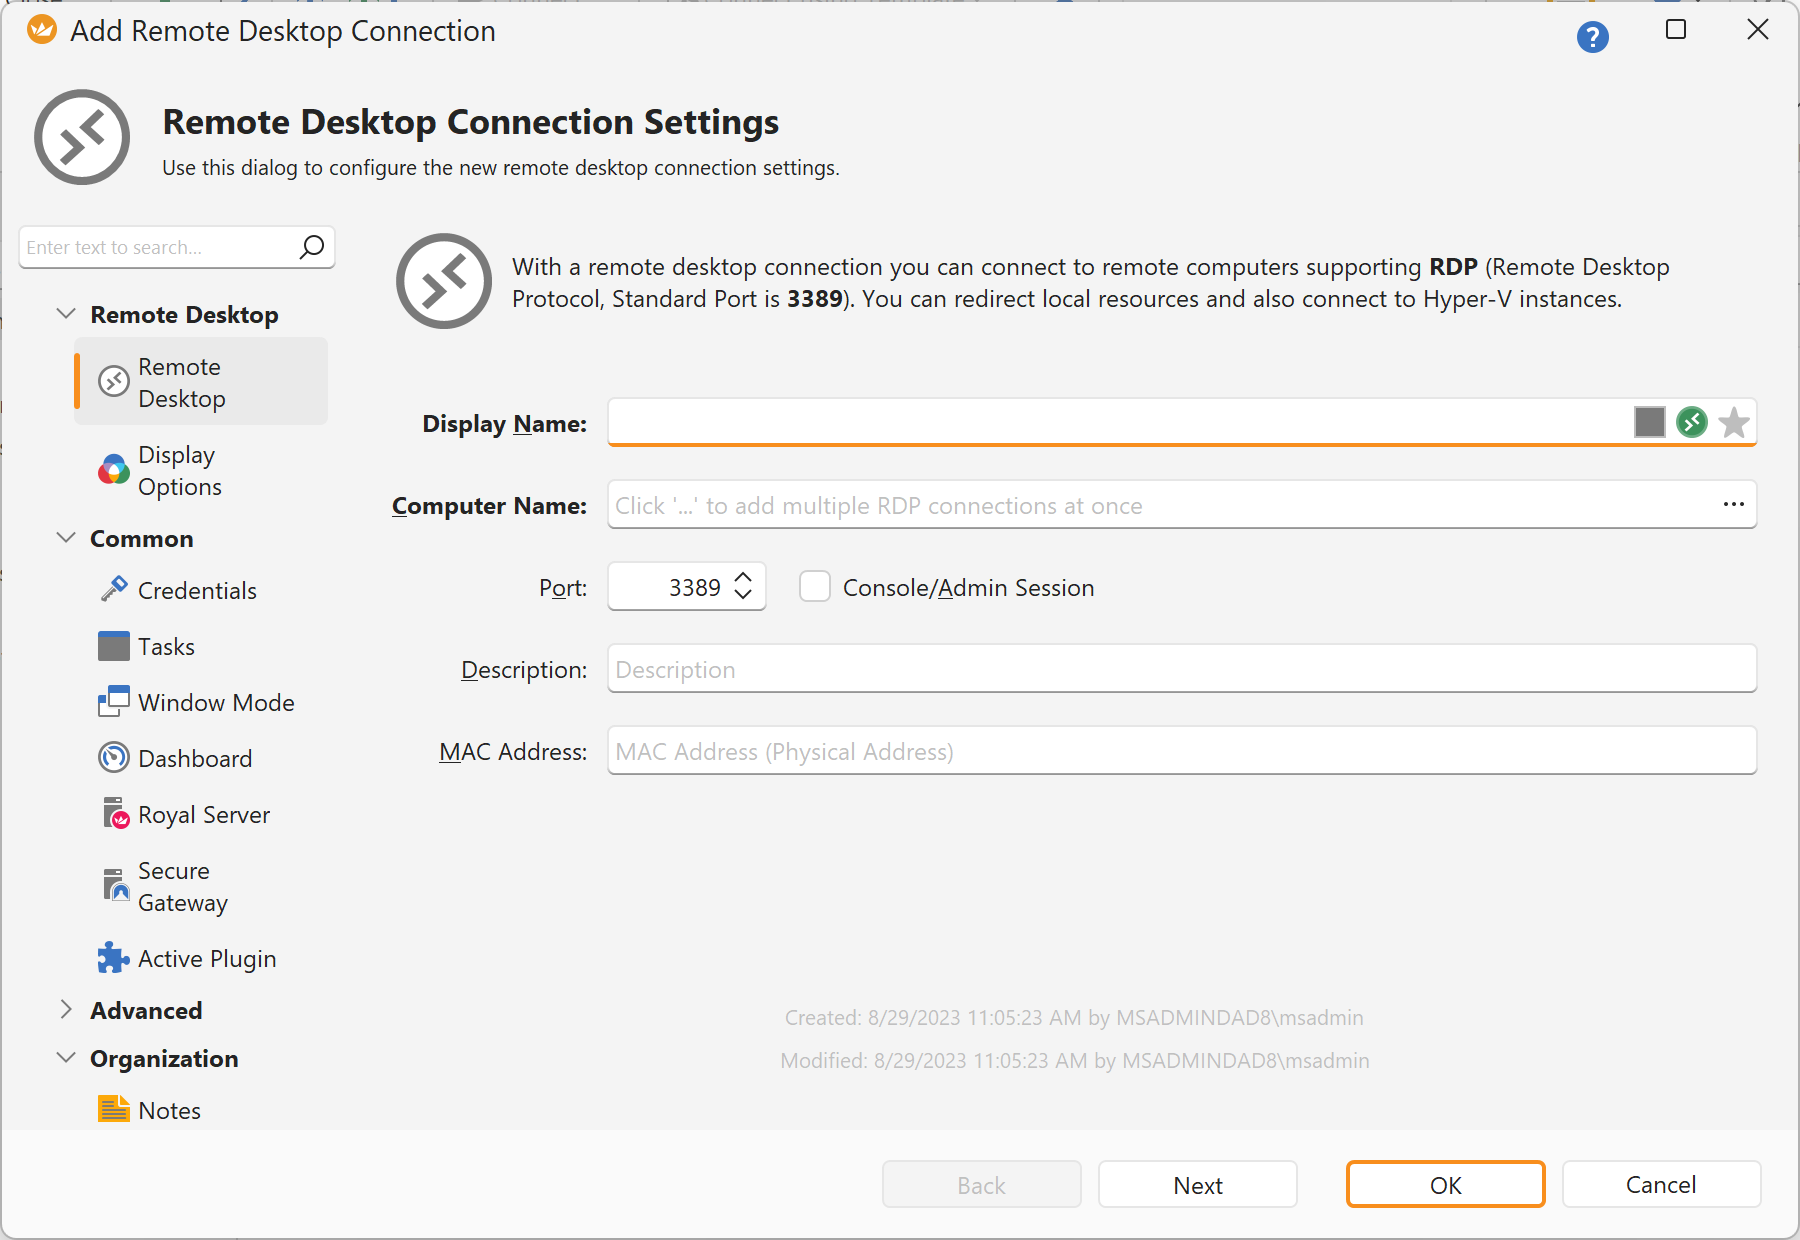 Add Remote Desktop Connection
?
Remote Desktop Connection Settings
Use this dialog to configure the new remote desktop connection settings.
Enter text to search...
With a remote desktop connection you can connect to remote computers supporting RDP (Remote Desktop
Protocol, Standard Port is 3389). You can redirect local resources and also connect to Hyper-V instances.
Remote Desktop
Remote
Desktop
Display
Options
Common
Credentials
Tasks
Window Mode
Dashboard
Royal Server
Secure
Gateway
Active Plugin
Advanced
Organization
Notes
Display Name:
Computer Name: Click '...' to add multiple RDP connections at once ...
Port: 3389 Console/Admin Session
Description: Description
MAC Address: MAC Address (Physical Address)
Created: 8/29/2023 11:05:23 AM by MSADMINDAD8\msadmin
Modified: 8/29/2023 11:05:23 AM by MSADMINDAD8\msadmin
Back Next OK Cancel